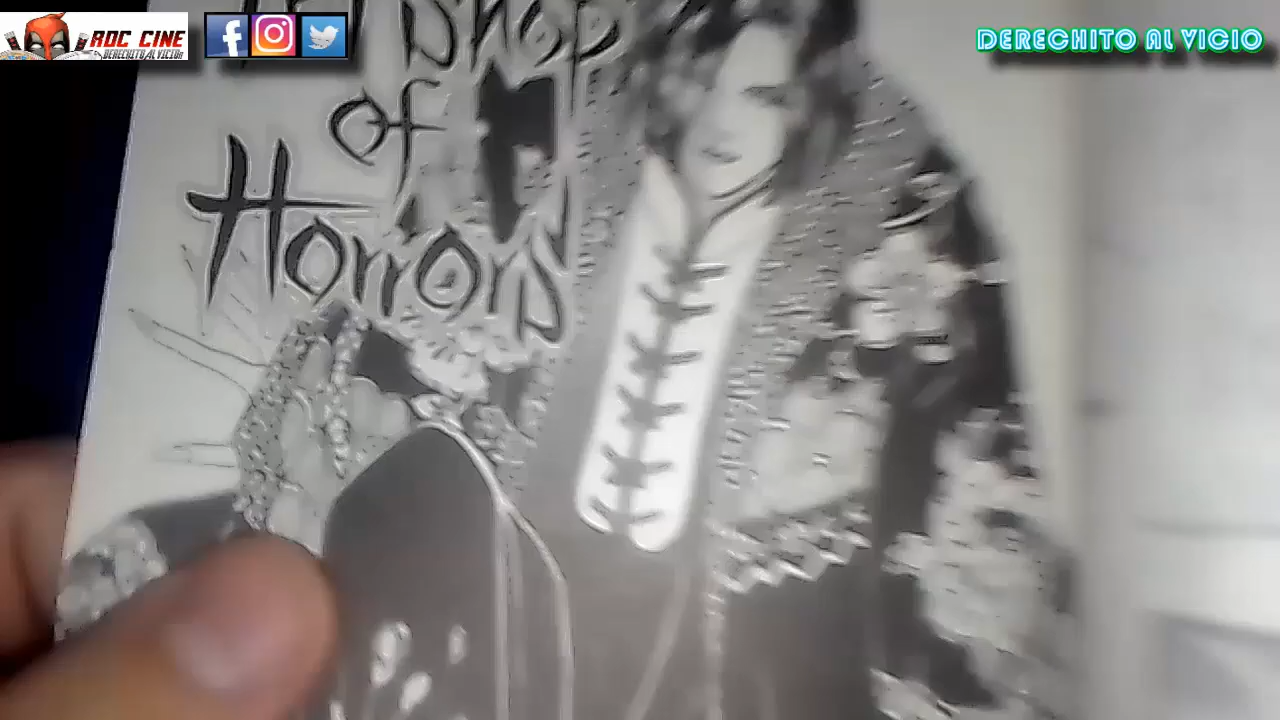 ROC CINE
DERECHITO AL VICIO
DERECHITO AL VICIO
Shop
of
Horrors